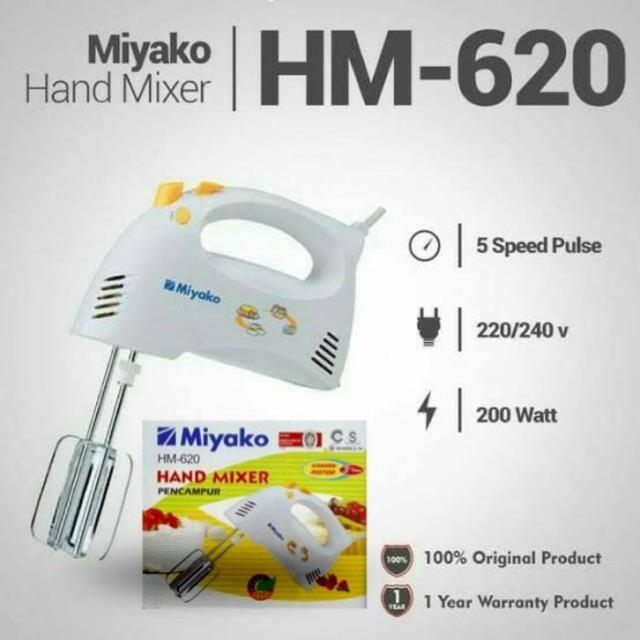 Miyako
Hand Mixer
HM-620
5 Speed Pulse
220/240 v
200 Watt
Miyako
Miyako
HM-620
HAND MIXER
PENCAMPUR
Miyako
100%
100% Original Product
1
YEAR
1 Year Warranty Product